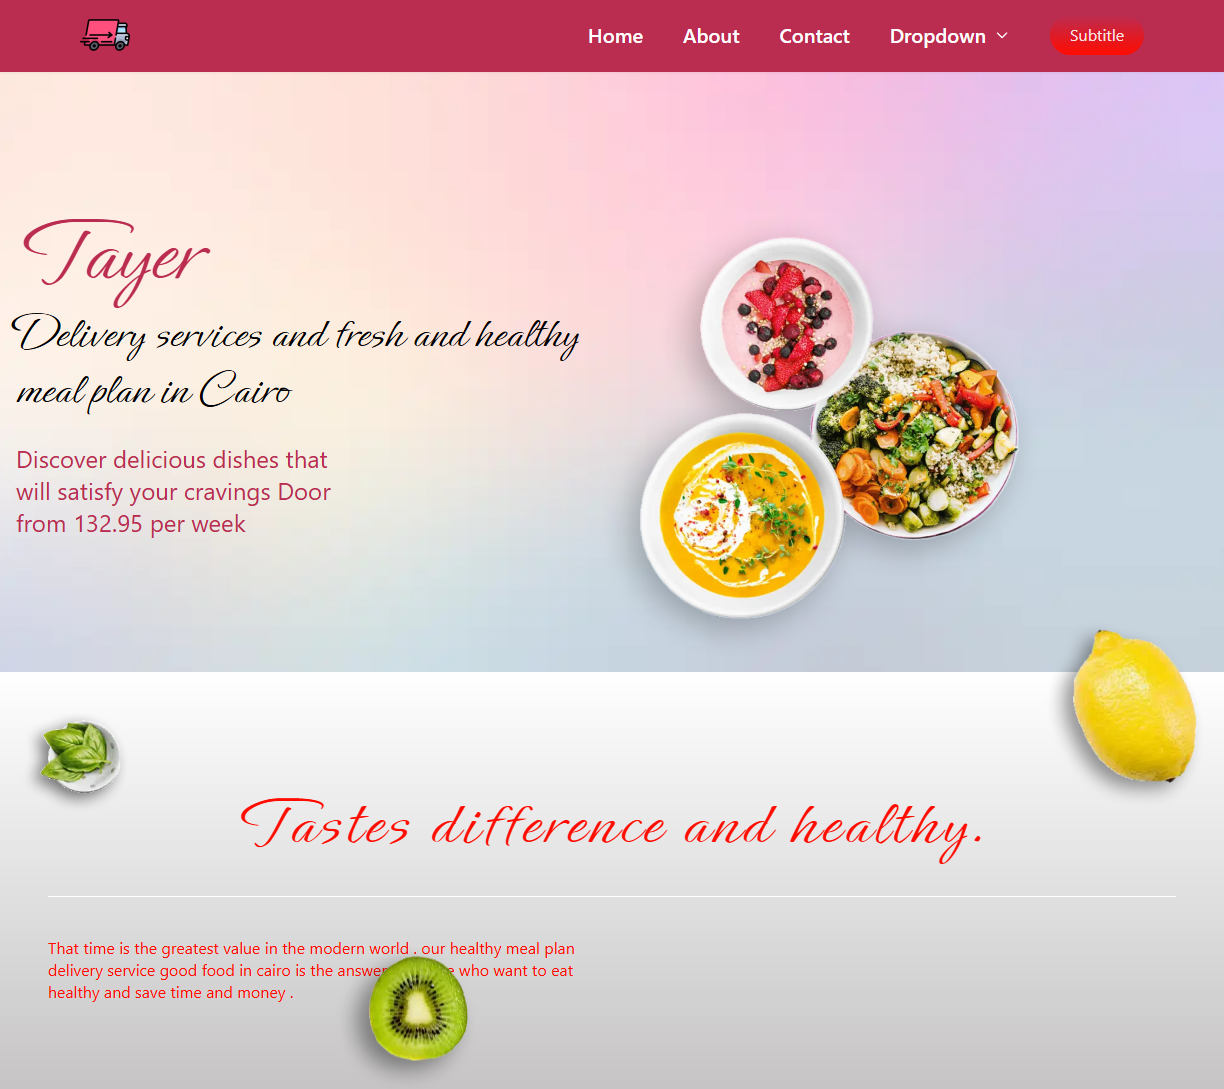 Home About Contact Dropdown Subtitle
Tayer
Delivery services and fresh and healthy
meal plan in Cairo
Discover delicious dishes that
will satisfy your cravings Door
from 132.95 per week
Tastes difference and healthy.
That time is the greatest value in the modern world . our healthy meal plan
delivery service good food in cairo is the answer who want to eat
healthy and save time and money .